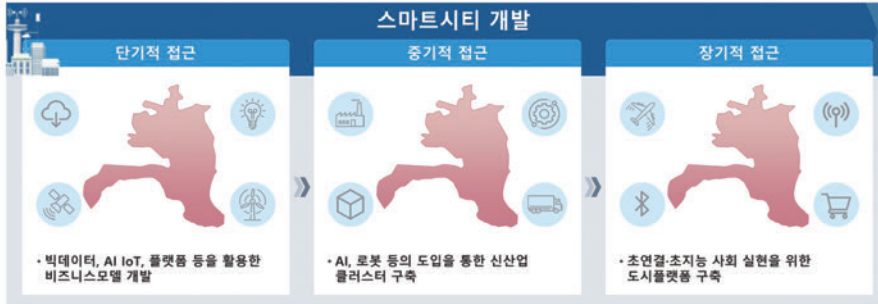 스마트시티 개발
단기적 접근
· 빅데이터, AI IoT, 플랫폼 등을 활용한
비즈니스모델 개발
중기적 접근
· AI, 로봇 등의 도입을 통한 신산업
클러스터 구축
장기적 접근
· 초연결·초지능 사회 실현을 위한
도시플랫폼 구축